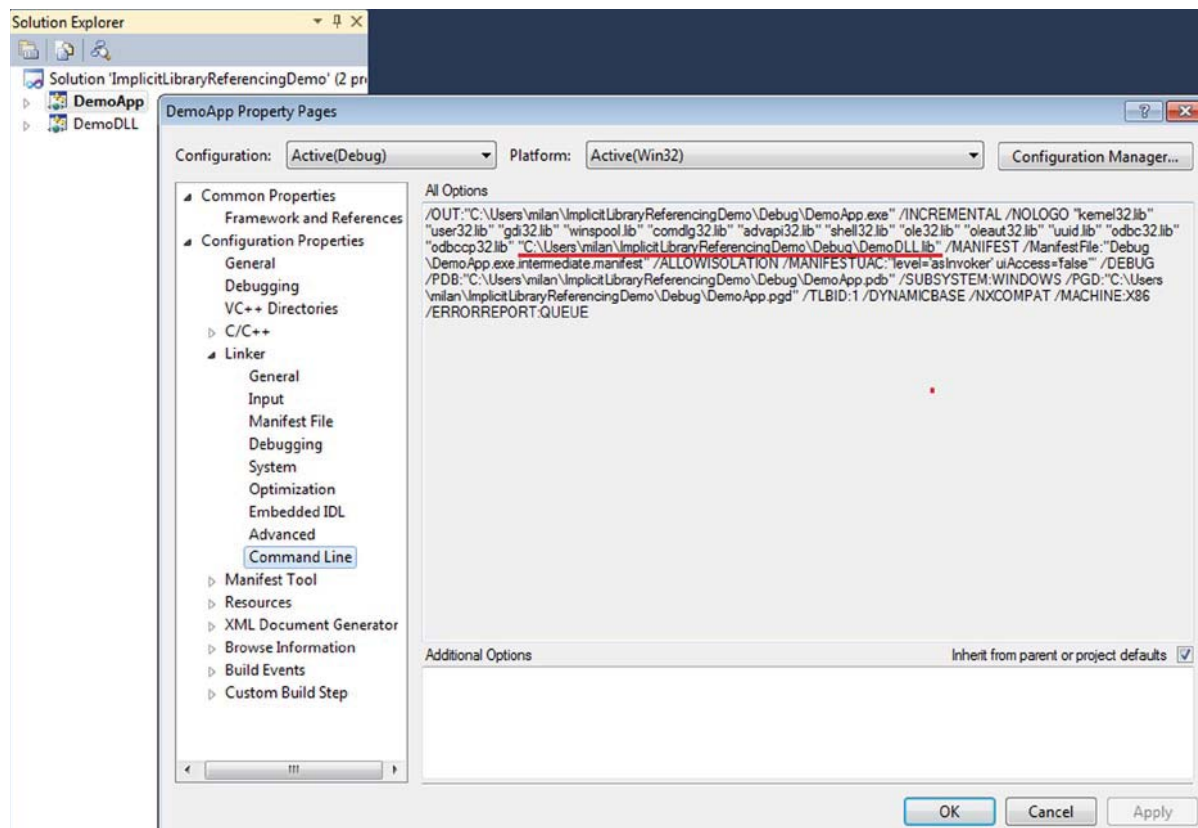 Solution Explorer
Solution 'ImplicitLibraryReferencingDemo' (2 pr
DemoApp
DemoDLL
DemoApp Property Pages
Configuration: Active(Debug) Platform: Active(Win32) Configuration Manager...
Common Properties
Framework and References
Configuration Properties
General
Debugging
VC++ Directories
C/C++
Linker
General
Input
Manifest File
Debugging
System
Optimization
Embedded IDL
Advanced
Command Line
Manifest Tool
Resources
XML Document Generator
Browse Information
Build Events
Custom Build Step
All Options
/OUT:"C:\Users\milan\ImplicitLibraryReferencingDemo\Debug\DemoApp.exe" /INCREMENTAL /NOLOGO "kernel32.lib"
"user32.lib" "gdi32.lib" "winspool.lib" "comdlg32.lib" "advapi32.lib" "shell32.lib" "ole32.lib" "oleaut32.lib" "uuid.lib" "odbc32.lib"
"odbccp32.lib" "C:\Users\milan\ImplicitLibraryReferencingDemo\Debug\DemoDLL.lib" /MANIFEST /ManifestFile:"Debug
\DemoApp.exe.intermediate.manifest" /ALLOWISOLATION /MANIFESTUAC:"level='asInvoker' uiAccess='false'" /DEBUG
/PDB:"C:\Users\milan\ImplicitLibraryReferencingDemo\Debug\DemoApp.pdb" /SUBSYSTEM:WINDOWS /PGD:"C:\Users
\milan\ImplicitLibraryReferencingDemo\Debug\DemoApp.pgd" /TLBID:1 /DYNAMICBASE /NXCOMPAT /MACHINE:X86
/ERRORREPORT:QUEUE
Additional Options Inherit from parent or project defaults
OK Cancel Apply